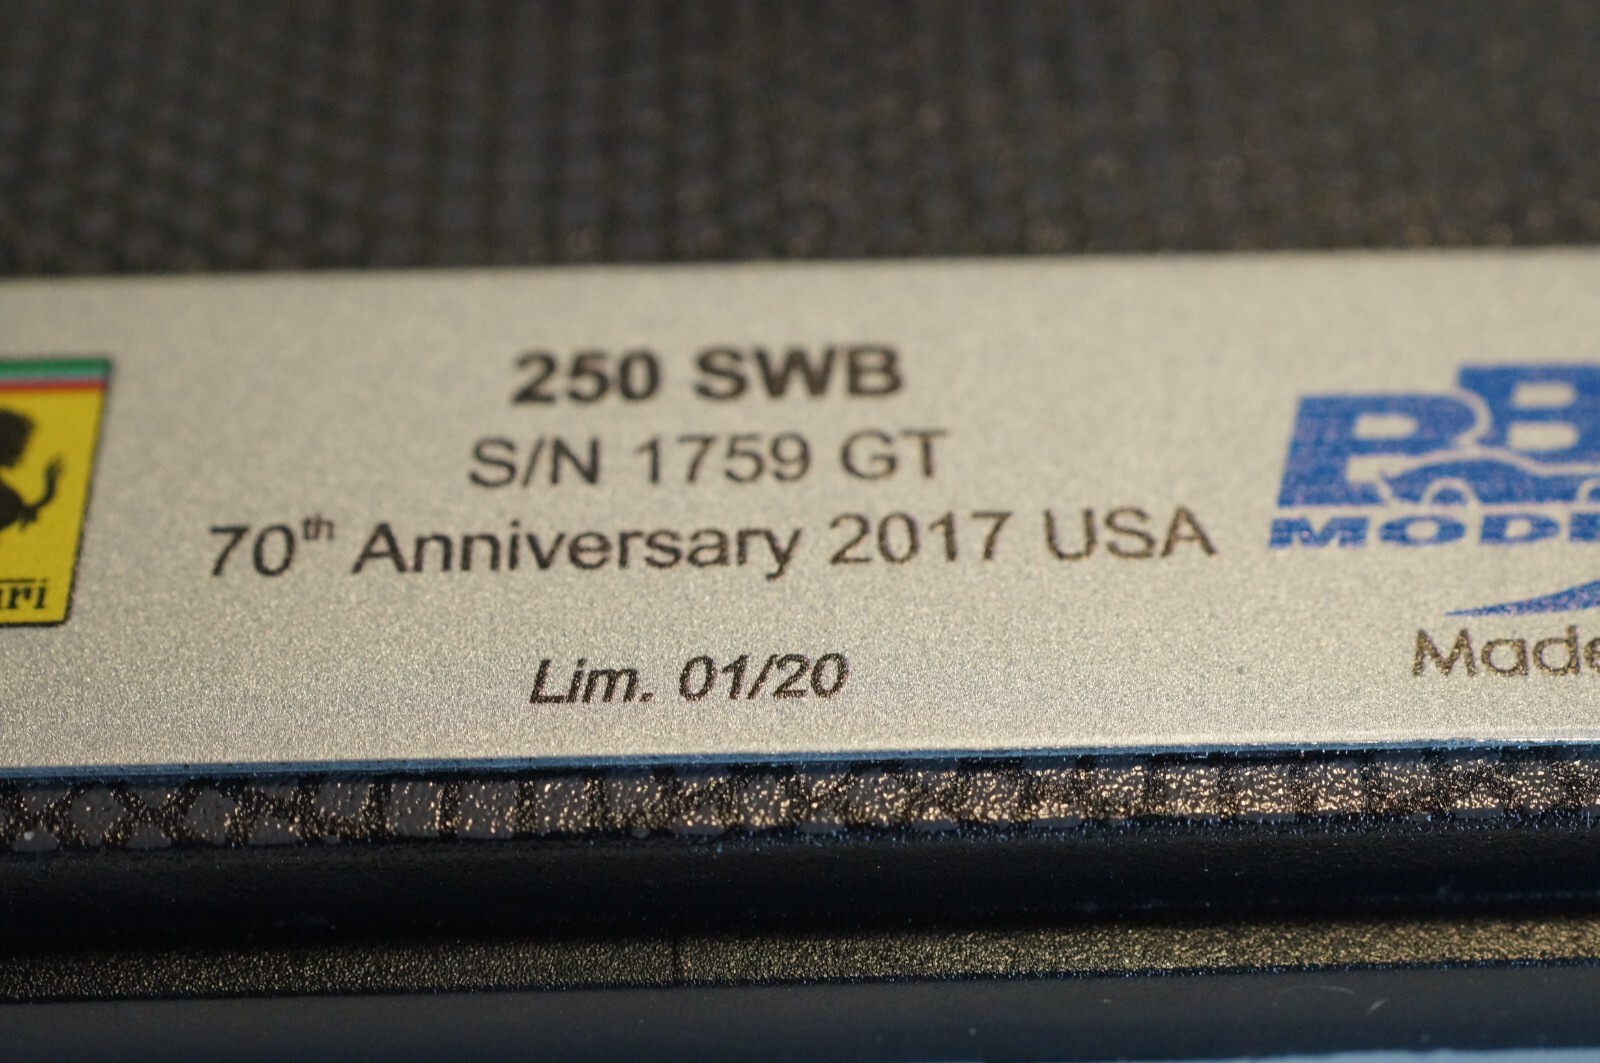 250 SWB
S/N 1759 GT
70th Anniversary 2017 USA
Lim. 01/20